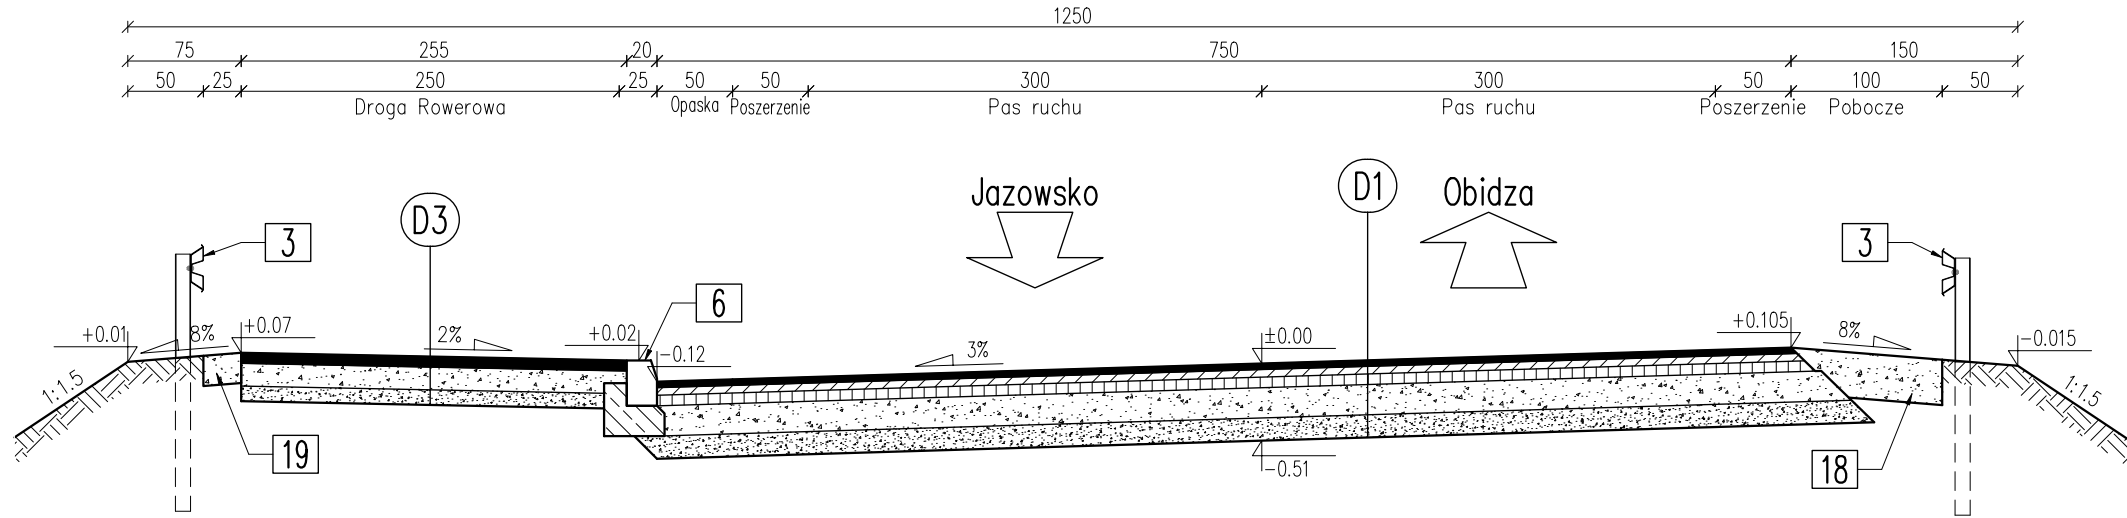 1250
75 255 20 750 150
50 25 250 25 50 50 300 300 50 100 50
Droga Rowerowa Opaska Poszerzenie Pas ruchu Pas ruchu Poszerzenie Pobocze
Jazowsko D1 Obidza
D3
3 3
6
+0.01 8% +0.07 2% +0.02 -0.12 3% ±0.00 +0.105 8% -0.015
1:1.5 1:1.5
19 -0.51 18